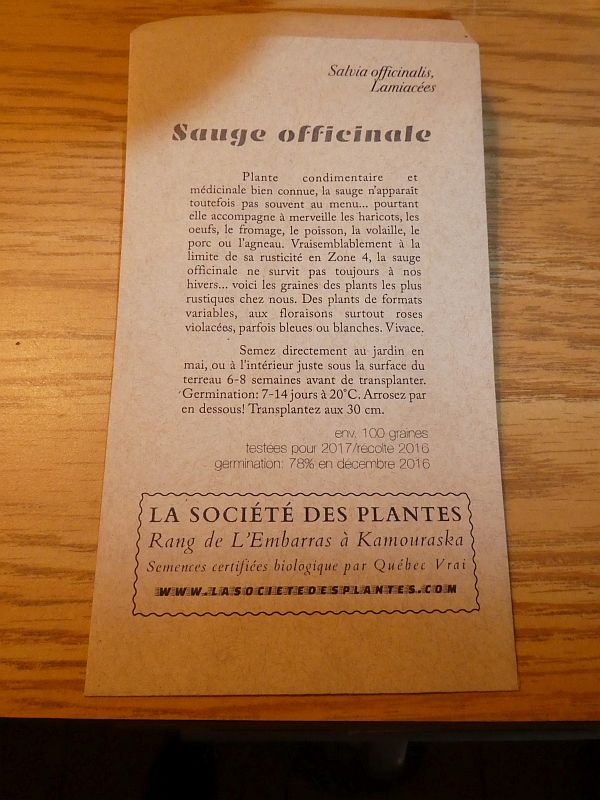 Salvia officinalis,
Lamiacées
Sauge officinale
Plante condimentaire et
médicinale bien connue, la sauge n'apparaît
toutefois pas souvent au menu... pourtant
elle accompagne à merveille les haricots, les
oeufs, le fromage, le poisson, la volaille, le
porc ou l'agneau. Vraisemblablement à la
limite de sa rusticité en Zone 4, la sauge
officinale ne survit pas toujours à nos
hivers... voici les graines des plants les plus
rustiques chez nous. Des plants de formats
variables, aux floraisons surtout roses
violacées, parfois bleues ou blanches. Vivace.
Semez directement au jardin en
mai, ou à l'intérieur juste sous la surface du
terreau 6-8 semaines avant de transplanter.
Germination: 7-14 jours à 20°C. Arrosez par
en dessous! Transplantez aux 30 cm.
env. 100 graines
testées pour 2017/récolte 2016
germination: 78% en décembre 2016
LA SOCIÉTÉ DES PLANTES
Rang de L'Embarras à Kamouraska
Semences certifiées biologique par Québec Vrai
WWW.LASOCIETEDESPLANTES.COM